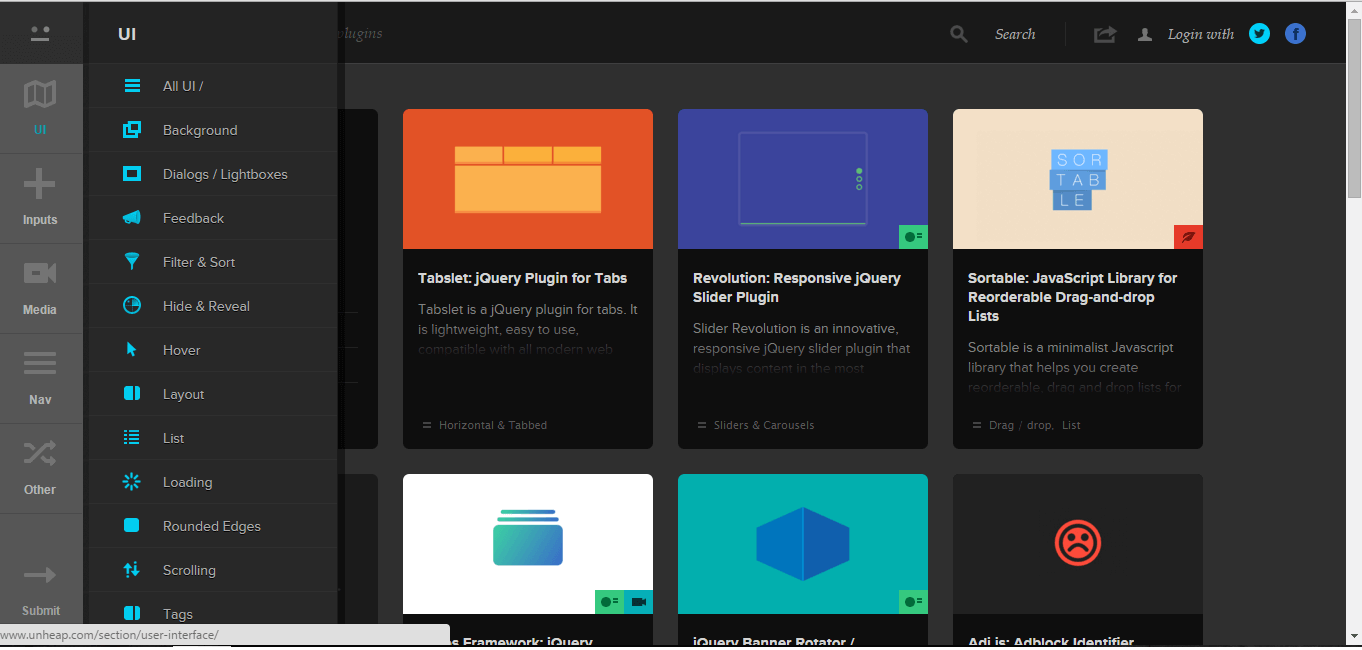 UI
plugins
Search
Login with
UI
Inputs
Media
Nav
Other
Submit
All UI /
Background
Dialogs / Lightboxes
Feedback
Filter & Sort
Hide & Reveal
Hover
Layout
List
Loading
Rounded Edges
Scrolling
Tags
Tabslet: jQuery Plugin for Tabs
Tabslet is a jQuery plugin for tabs. It
is lightweight, easy to use,
compatible with all modern web
Horizontal & Tabbed
Revolution: Responsive jQuery
Slider Plugin
Slider Revolution is an innovative,
responsive jQuery slider plugin that
displays content in the most
Sliders & Carousels
SOR
TAB
LE
Sortable: JavaScript Library for
Reorderable Drag-and-drop
Lists
Sortable is a minimalist Javascript
library that helps you create
reorderable, drag and drop lists for
Drag / drop, List
Framework: jQuery
jQuery Banner Rotator /
Adi.js: Adblock Identifier
www.unheap.com/section/user-interface/